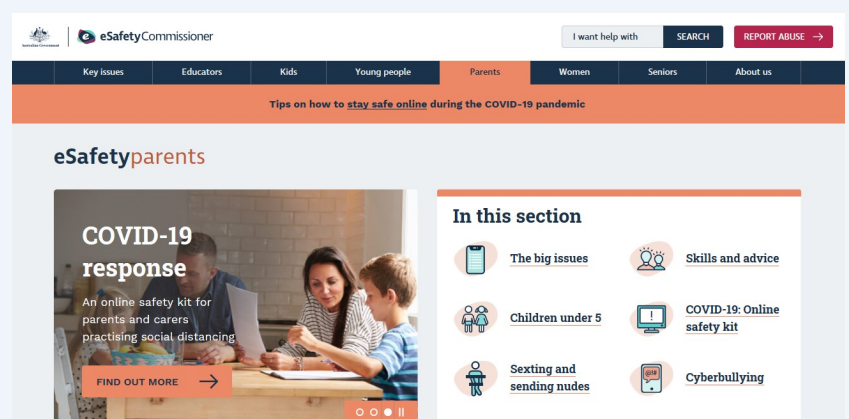 Australian Government
eSafetyCommissioner
I want help with
SEARCH
REPORT ABUSE
Key issues
Educators
Kids
Young people
Parents
Women
Seniors
About us
Tips on how to stay safe online during the COVID-19 pandemic
eSafetyparents
COVID-19
response
An online safety kit for
parents and carers
practising social distancing
FIND OUT MORE
In this section
The big issues
Skills and advice
Children under 5
COVID-19: Online
safety kit
Sexting and
sending nudes
@!#
Cyberbullying